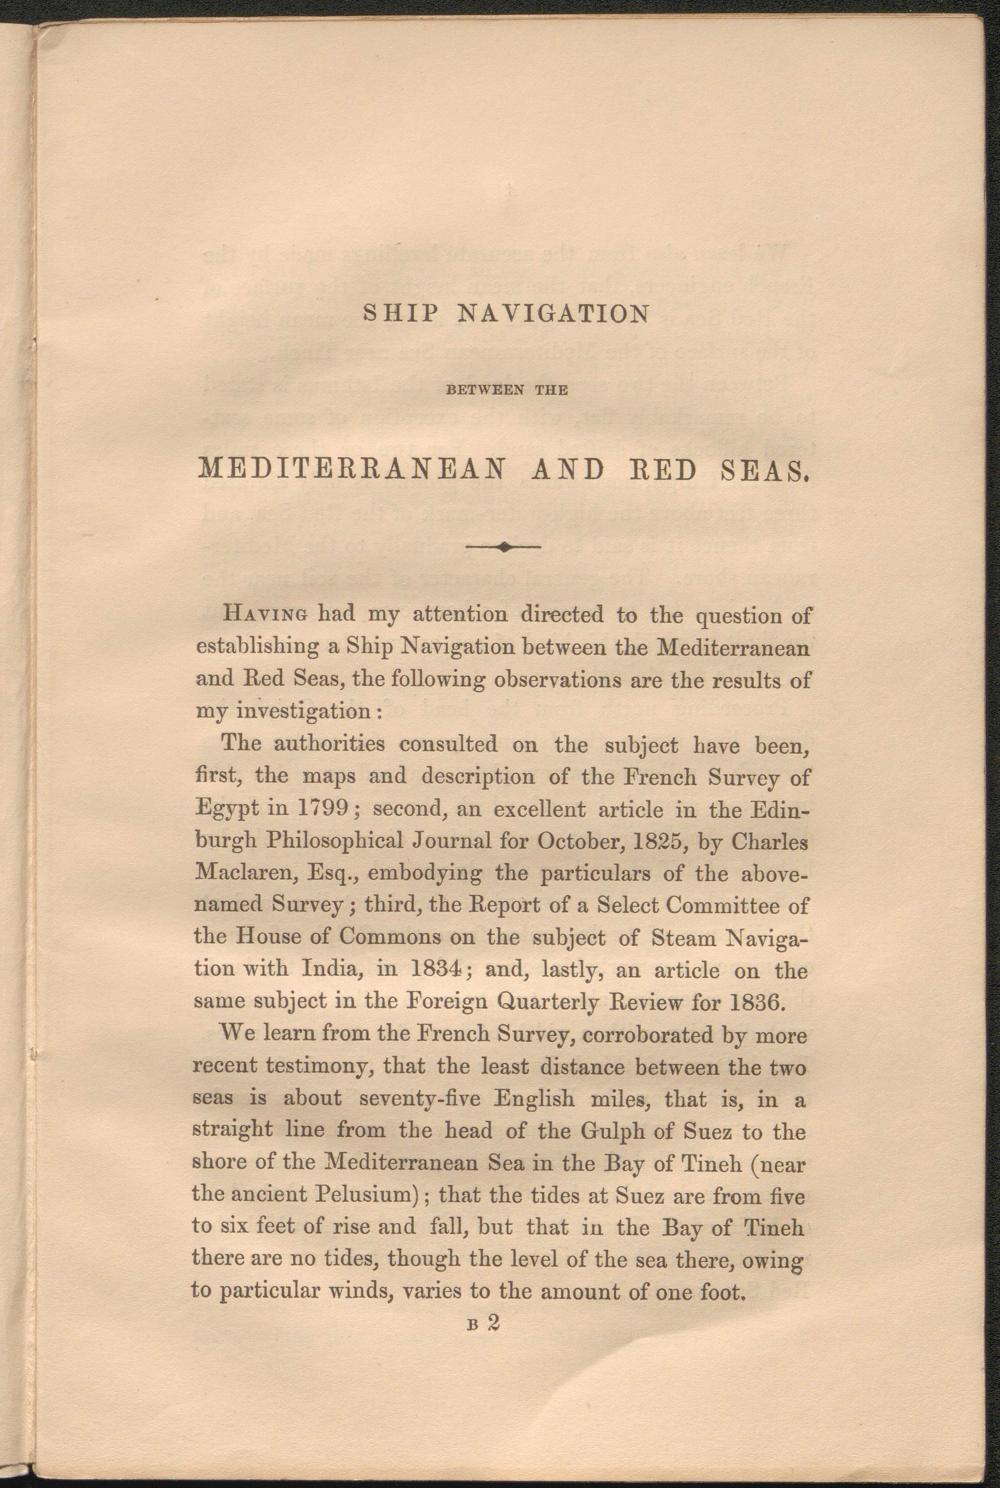 SHIP NAVIGATION
BETWEEN THE
MEDITERRANEAN AND RED SEAS.
HAVING had my attention directed to the question of
establishing a Ship Navigation between the Mediterranean
and Red Seas, the following observations are the results of
my investigation :
The authorities consulted on the subject have been,
first, the maps and description of the French Survey of
Egypt in 1799 ; second, an excellent article in the Edin-
burgh Philosophical Journal for October, 1825, by Charles
Maclaren, Esq., embodying the particulars of the above-
named Survey ; third, the Report of a Select Committee of
the House of Commons on the subject of Steam Naviga-
tion with India, in 1834 ; and, lastly, an article on the
same subject in the Foreign Quarterly Review for 1836.
We learn from the French Survey, corroborated by more
recent testimony, that the least distance between the two
seas is about seventy-five English miles, that is, in a
straight line from the head of the Gulph of Suez to the
shore of the Mediterranean Sea in the Bay of Tineh (near
the ancient Pelusium) ; that the tides at Suez are from five
to six feet of rise and fall, but that in the Bay of Tineh
there are no tides, though the level of the sea there, owing
to particular winds, varies to the amount of one foot.
B 2